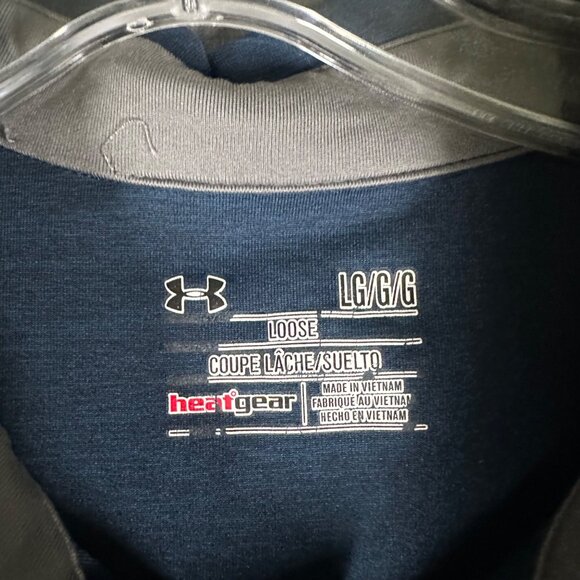 LG/G/G
LOOSE
COUPE LÂCHE/SUELTO
heatgear
MADE IN VIETNAM
FABRIQUÉ AU VIETNAM
HECHO EN VIETNAM